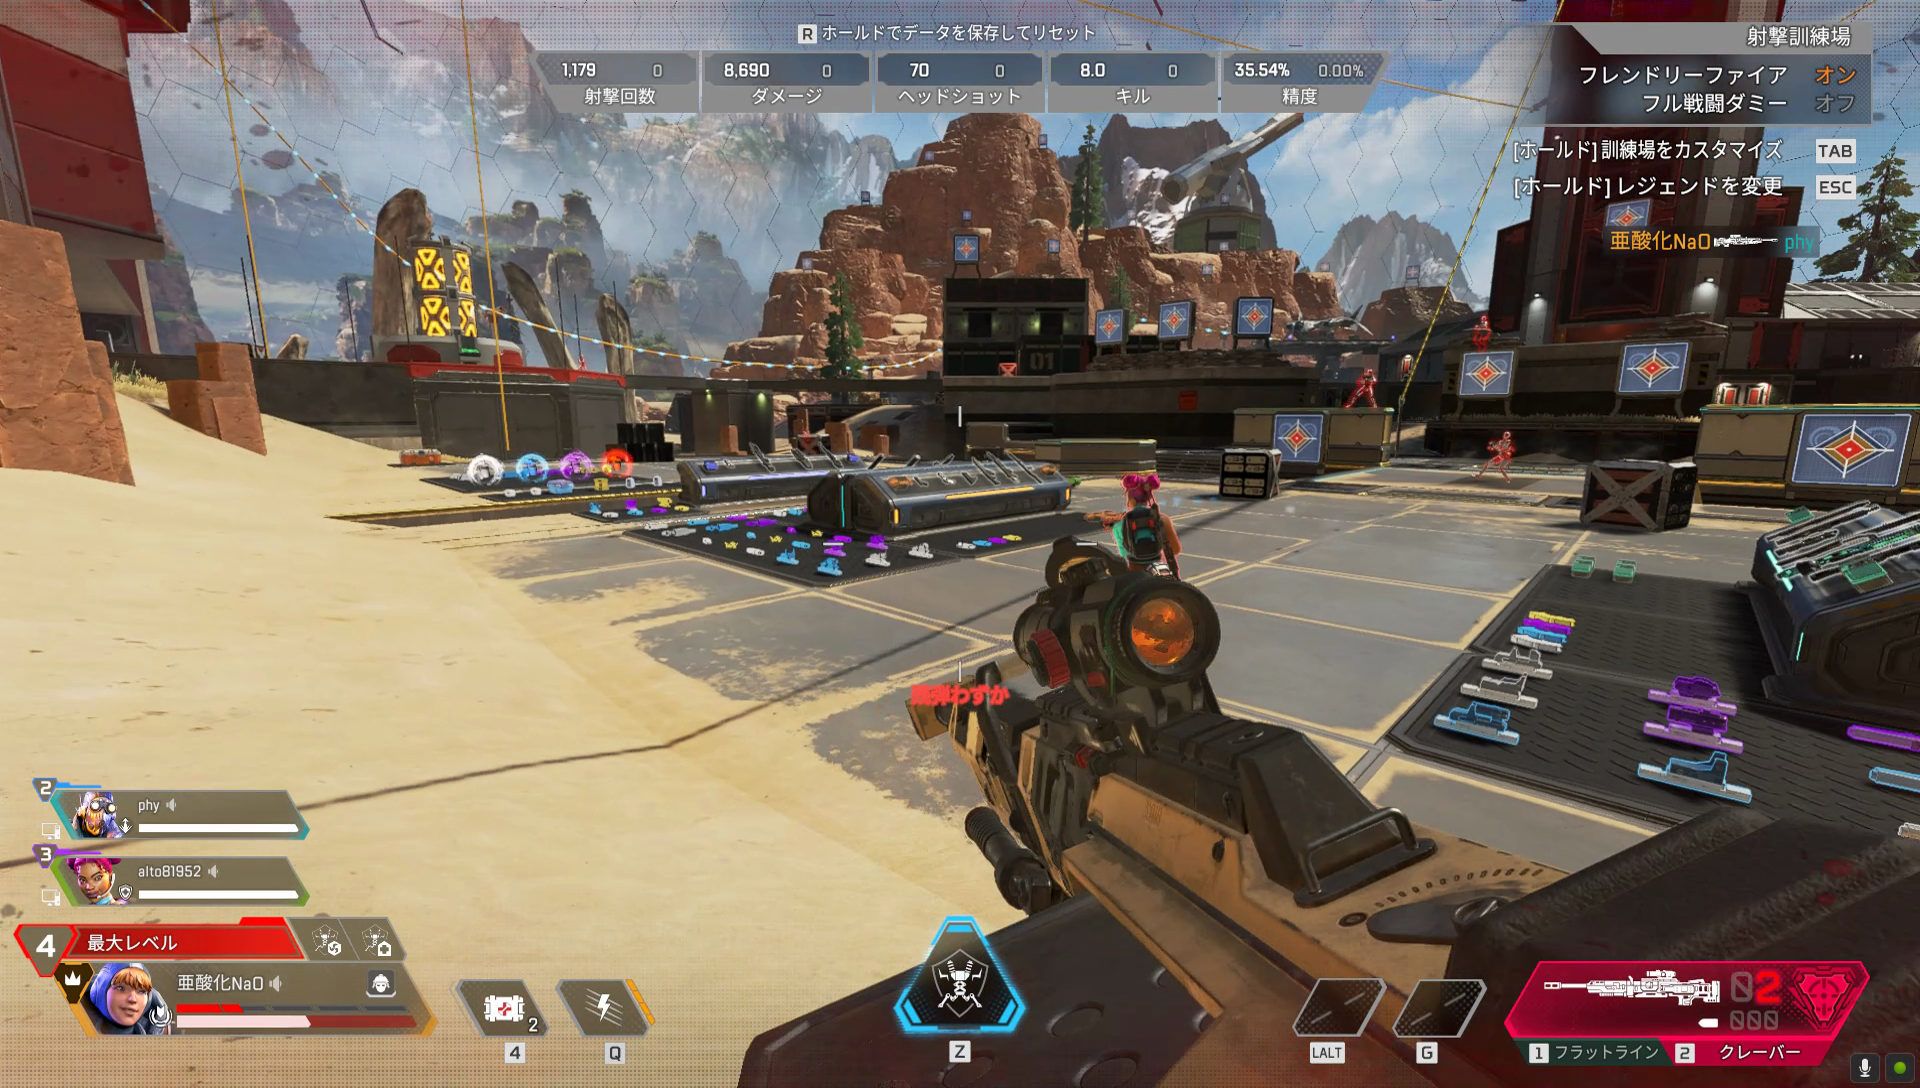 R ホールドでデータを保存してリセット
1,179 0
射撃回数
8,690 0
ダメージ
70 0
ヘッドショット
8.0 0
キル
35.54% 0.00%
精度
射撃訓練場
フレンドリーファイア オン
フル戦闘ダミー オフ
[ホールド]訓練場をカスタマイズ TAB
[ホールド]レジェンドを変更 ESC
亜酸化NaO phy
01
残弾わずか
2
phy
3
alto81952
4 最大レベル
亜酸化NaO
2
4
Q
Z
LALT
G
02
000
1 フラットライン
2 クレーバー